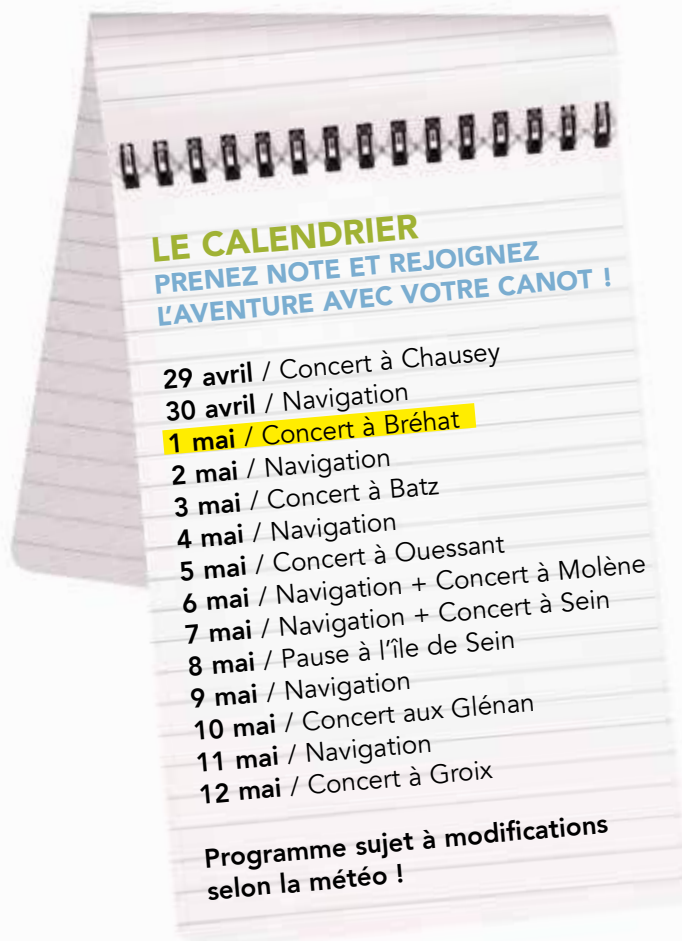 LE CALENDRIER
PRENEZ NOTE ET REJOIGNEZ
L'AVENTURE AVEC VOTRE CANOT !
29 avril / Concert à Chausey
30 avril / Navigation
1 mai / Concert à Bréhat
2 mai / Navigation
3 mai / Concert à Batz
4 mai / Navigation
5 mai / Concert à Ouessant
6 mai / Navigation + Concert à Molène
7 mai / Navigation + Concert à Sein
8 mai / Pause à l'île de Sein
9 mai / Navigation
10 mai / Concert aux Glénan
11 mai / Navigation
12 mai / Concert à Groix
Programme sujet à modifications
selon la météo !